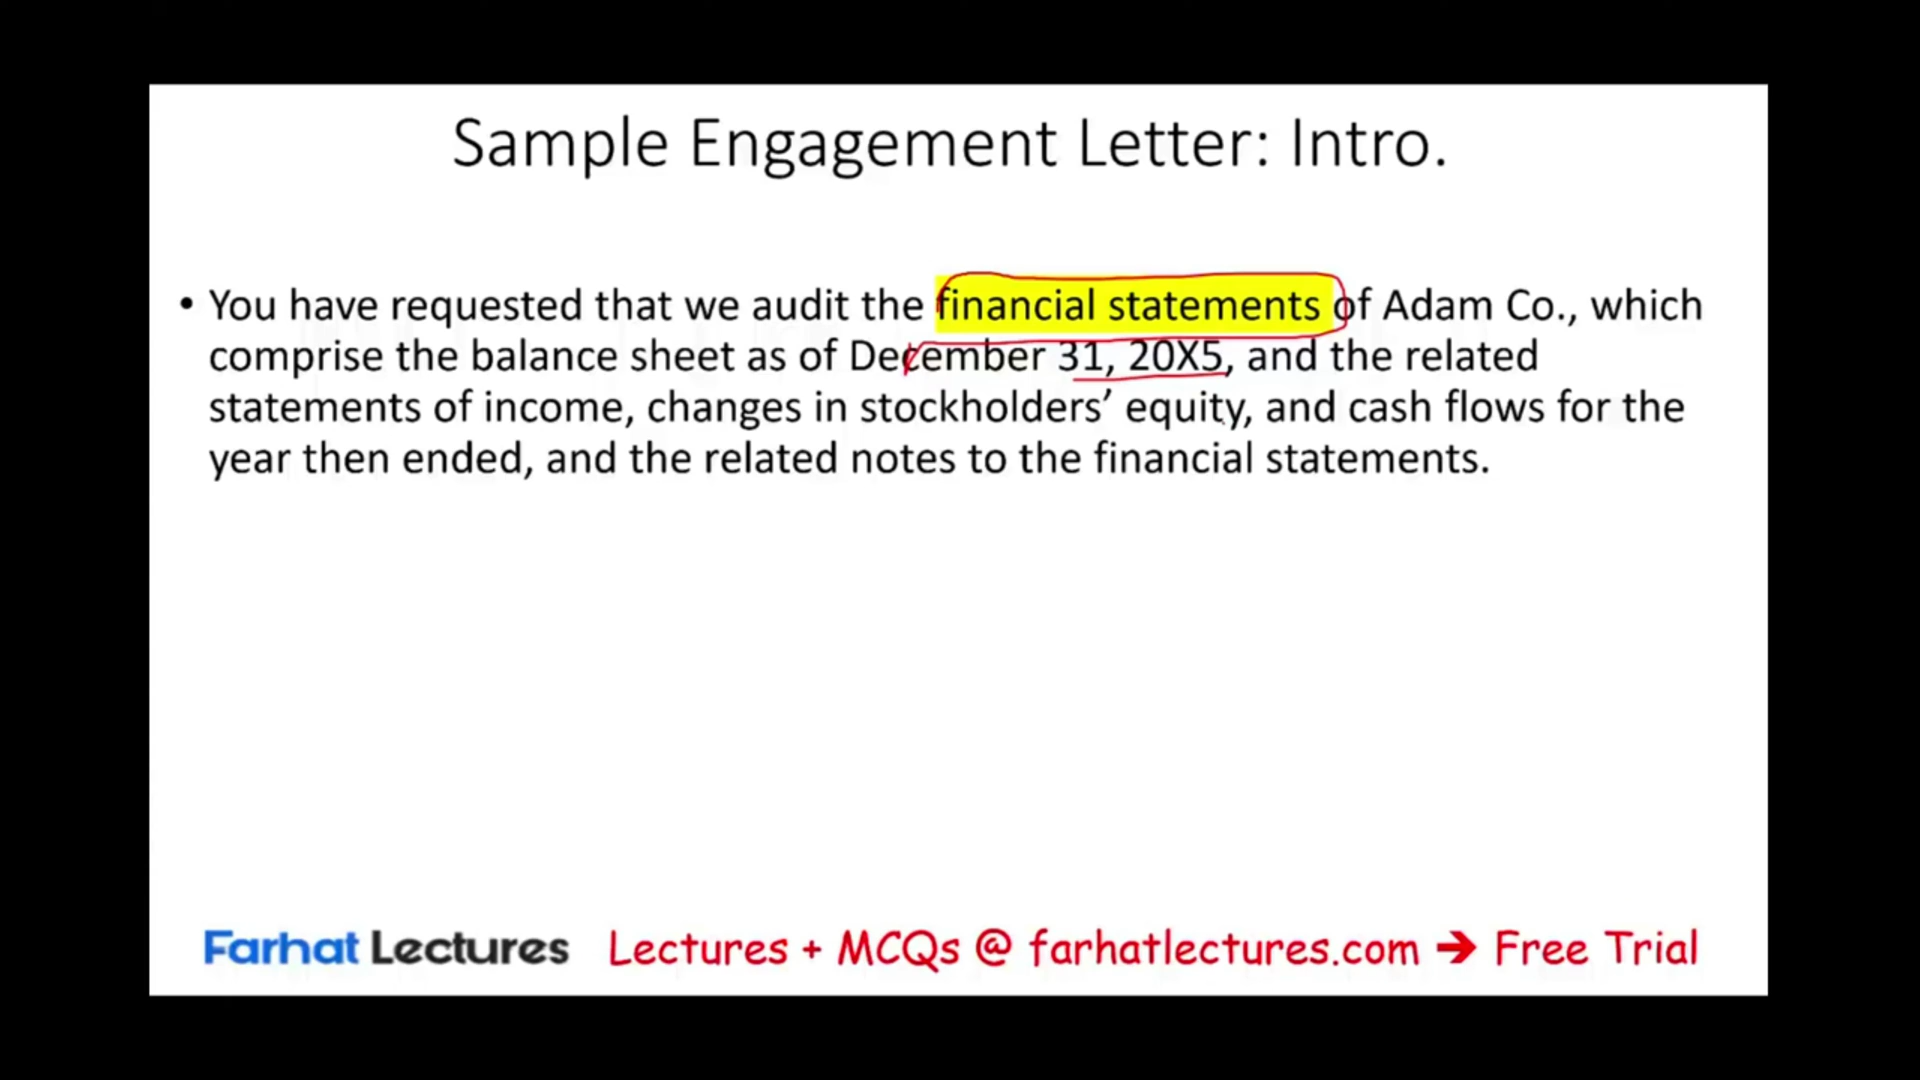 Sample Engagement Letter: Intro.
• You have requested that we audit the financial statements of Adam Co., which
comprise the balance sheet as of December 31, 20X5, and the related
statements of income, changes in stockholders’ equity, and cash flows for the
year then ended, and the related notes to the financial statements.
Farhat Lectures Lectures + MCQs @ farhatlectures.com ➔ Free Trial